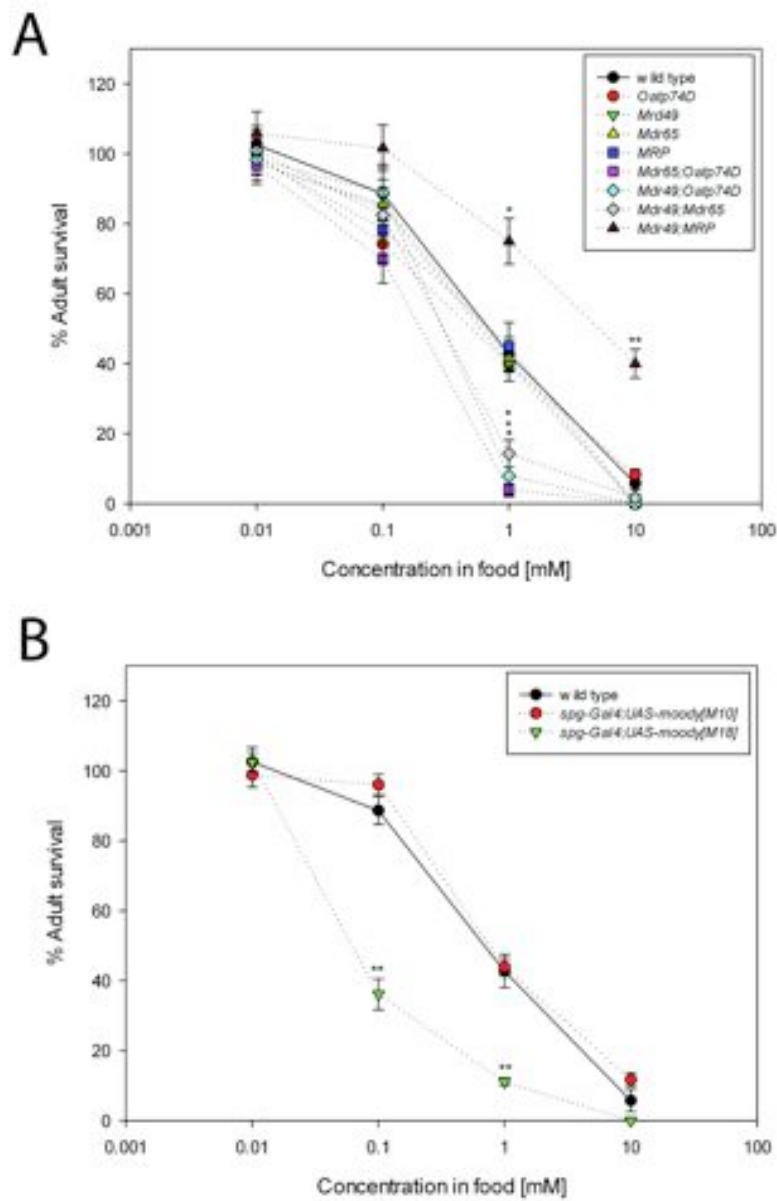 A
120
100
80
60
40
20
0
% Adult survival
0.001 0.01 0.1 1 10 100
Concentration in food [mM]
wild type
Oatp74D
Mrd49
Mdr65
MRP
Mdr65;Oatp74D
Mdr49;Oatp74D
Mdr49;Mdr65
Mdr49;MRP
*
**
*
*
*
B
120
100
80
60
40
20
0
% Adult survival
0.001 0.01 0.1 1 10 100
Concentration in food [mM]
wild type
spg-Gal4;UAS-moody[M10]
spg-Gal4;UAS-moody[M18]
**
**